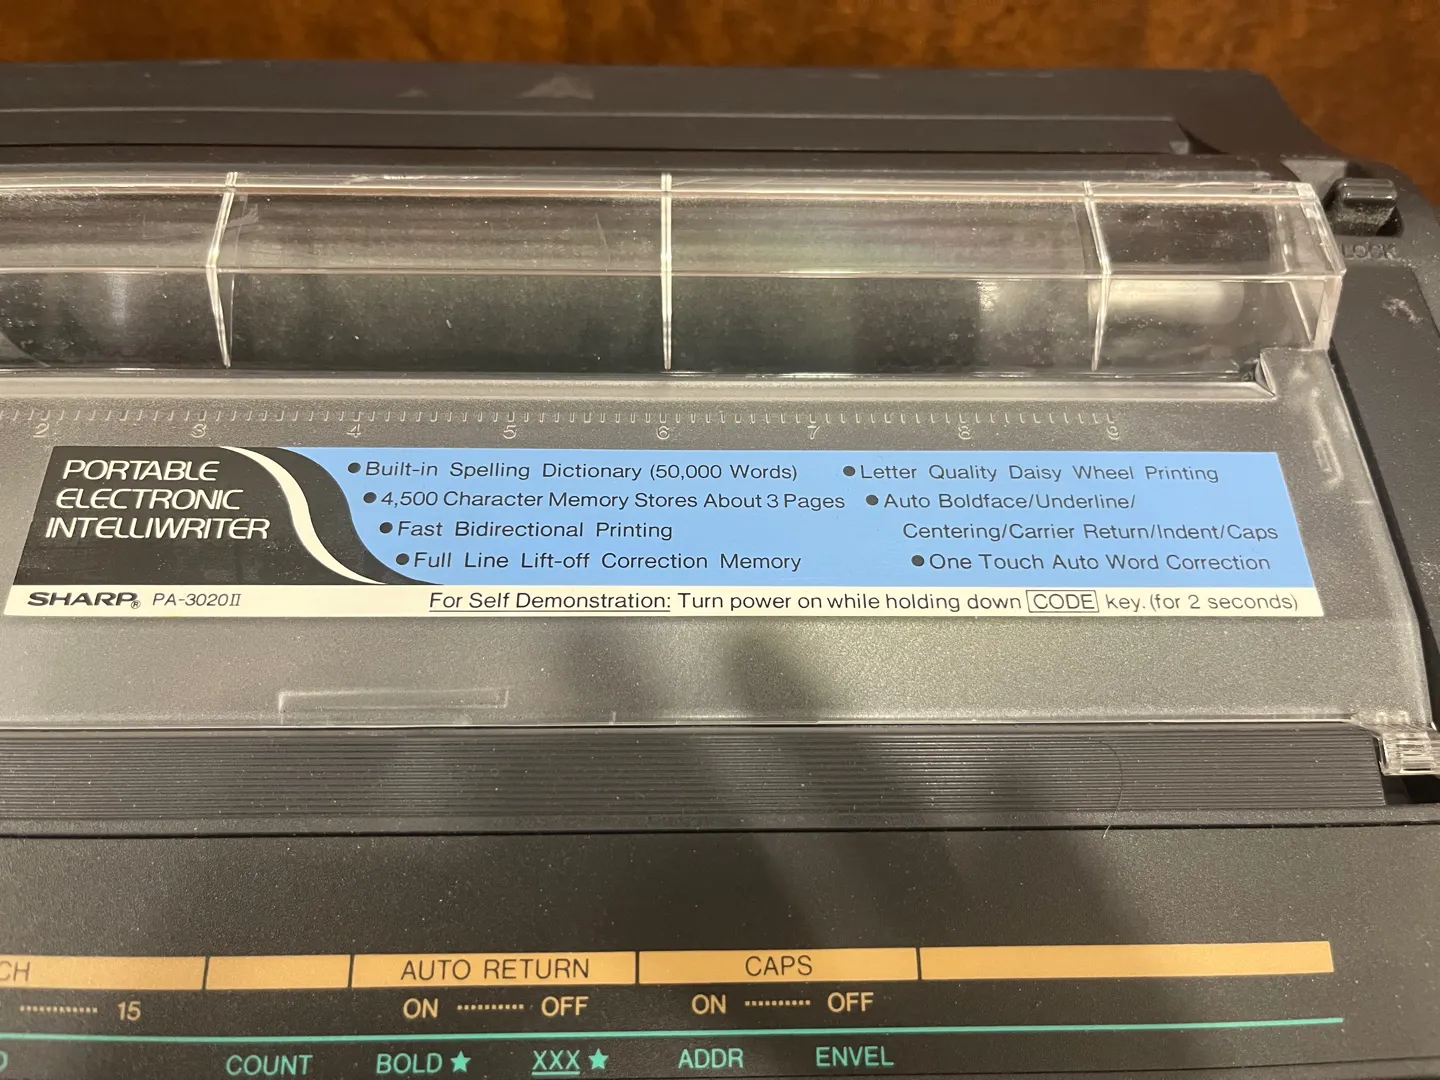 LOCK
2 3 4 5 6 7 8 9
PORTABLE
ELECTRONIC
INTELLIWRITER
● Built-in Spelling Dictionary (50,000 Words)
● 4,500 Character Memory Stores About 3 Pages
● Fast Bidirectional Printing
● Full Line Lift-off Correction Memory
● Letter Quality Daisy Wheel Printing
● Auto Boldface/Underline/
Centering/Carrier Return/Indent/Caps
● One Touch Auto Word Correction
SHARP® PA-3020II
For Self Demonstration: Turn power on while holding down CODE key. (for 2 seconds)
CH AUTO RETURN CAPS
15 ON OFF ON OFF
COUNT BOLD ★ XXX ★ ADDR ENVEL